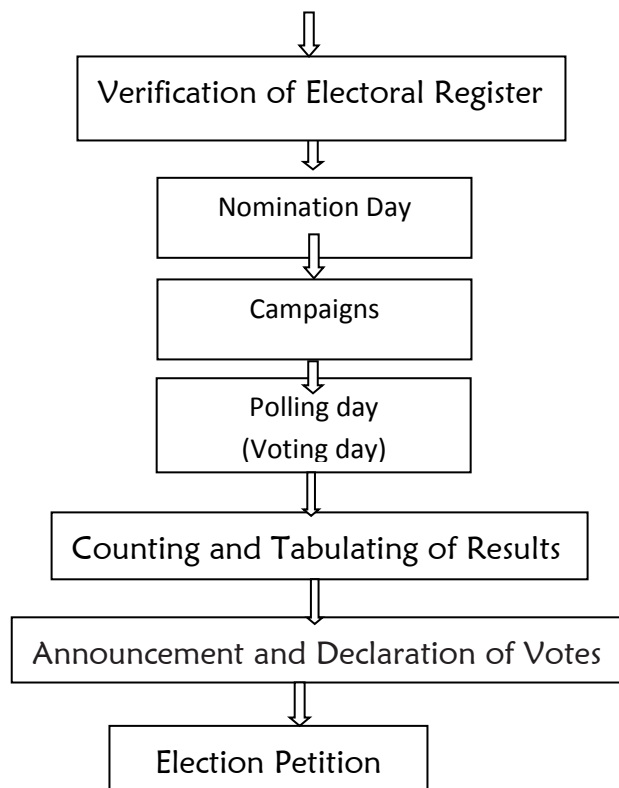 Verification of Electoral Register
Nomination Day
Campaigns
Polling day
(Voting day)
Counting and Tabulating of Results
Announcement and Declaration of Votes
Election Petition